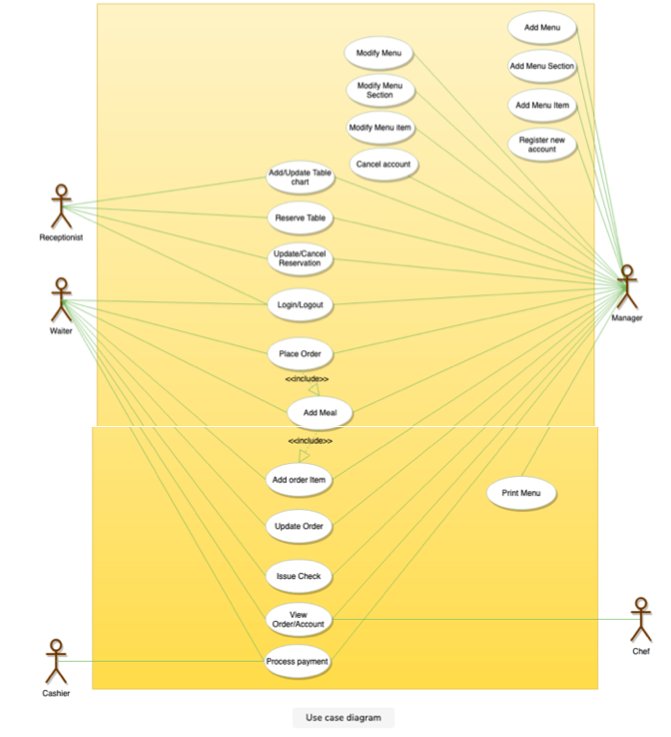 Add Menu
Modify Menu
Add Menu Section
Modify Menu
Section
Add Menu Item
Modify Menu item
Register new
account
Cancel account
Add/Update Table
chart
Receptionist
Reserve Table
Update/Cancel
Reservation
Login/Logout
Waiter
Manager
Place Order
<<include>>
Add Meal
<<include>>
Add order Item
Print Menu
Update Order
Issue Check
View
Order/Account
Chef
Process payment
Cashier
Use case diagram